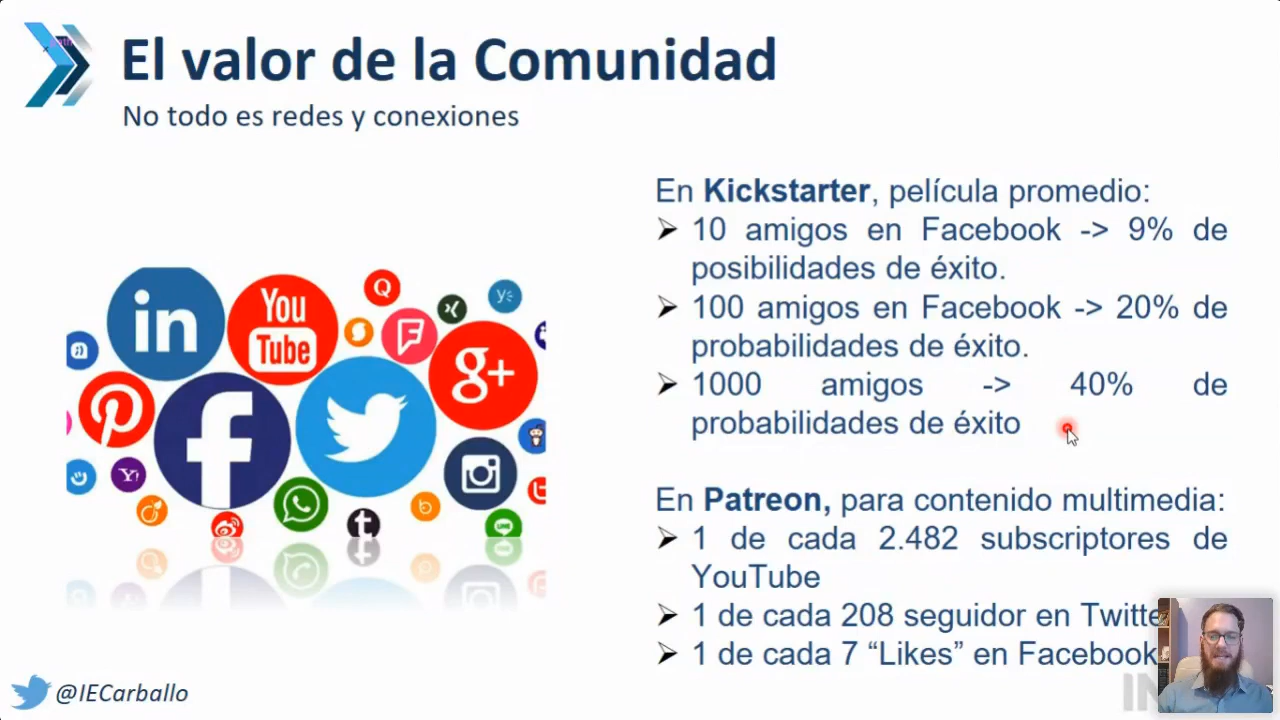 El valor de la Comunidad
No todo es redes y conexiones
En Kickstarter, película promedio:
10 amigos en Facebook -> 9% de
posibilidades de éxito.
100 amigos en Facebook -> 20% de
probabilidades de éxito.
1000 amigos -> 40% de
probabilidades de éxito
En Patreon, para contenido multimedia:
1 de cada 2.482 subscriptores de
YouTube
1 de cada 208 seguidor en
1 de cada 7 “Likes” en Facebook
in
You
Tube
g+
f
Y!
t
LINE
@IECarballo